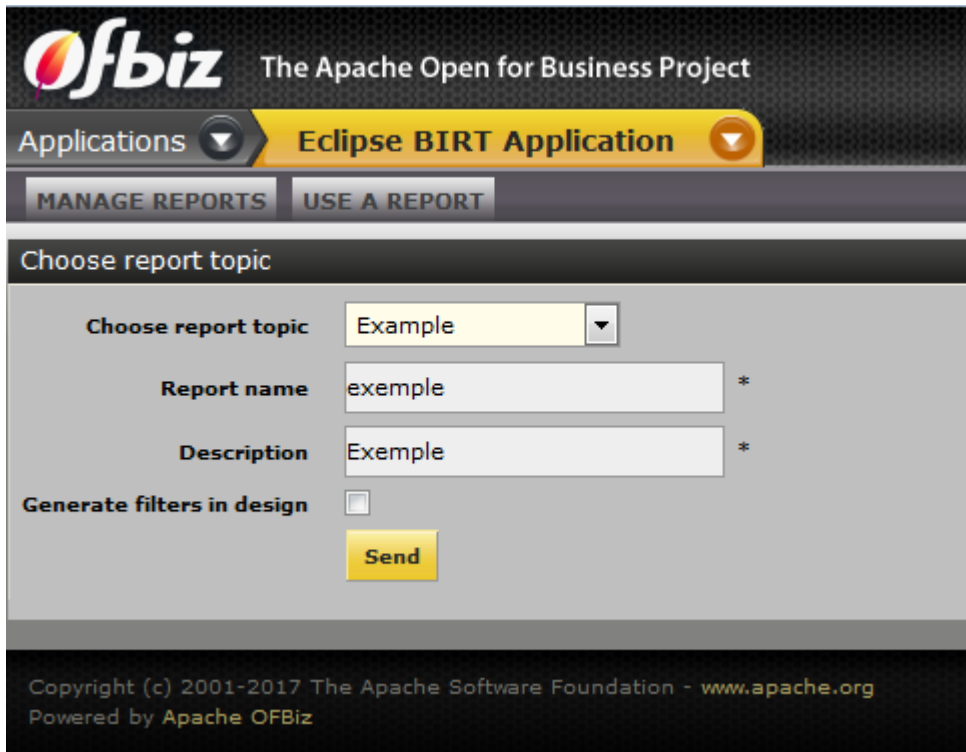 Ofbiz The Apache Open for Business Project
Applications Eclipse BIRT Application
MANAGE REPORTS USE A REPORT
Choose report topic
Choose report topic Example
Report name exemple *
Description Exemple *
Generate filters in design
Send
Copyright (c) 2001-2017 The Apache Software Foundation - www.apache.org
Powered by Apache OFBiz